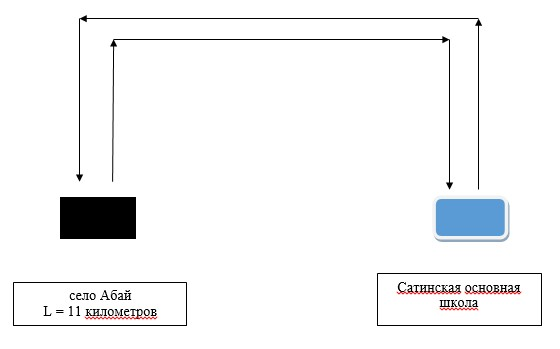 село Абай
L = 11 километров
Сатинская основная
школа